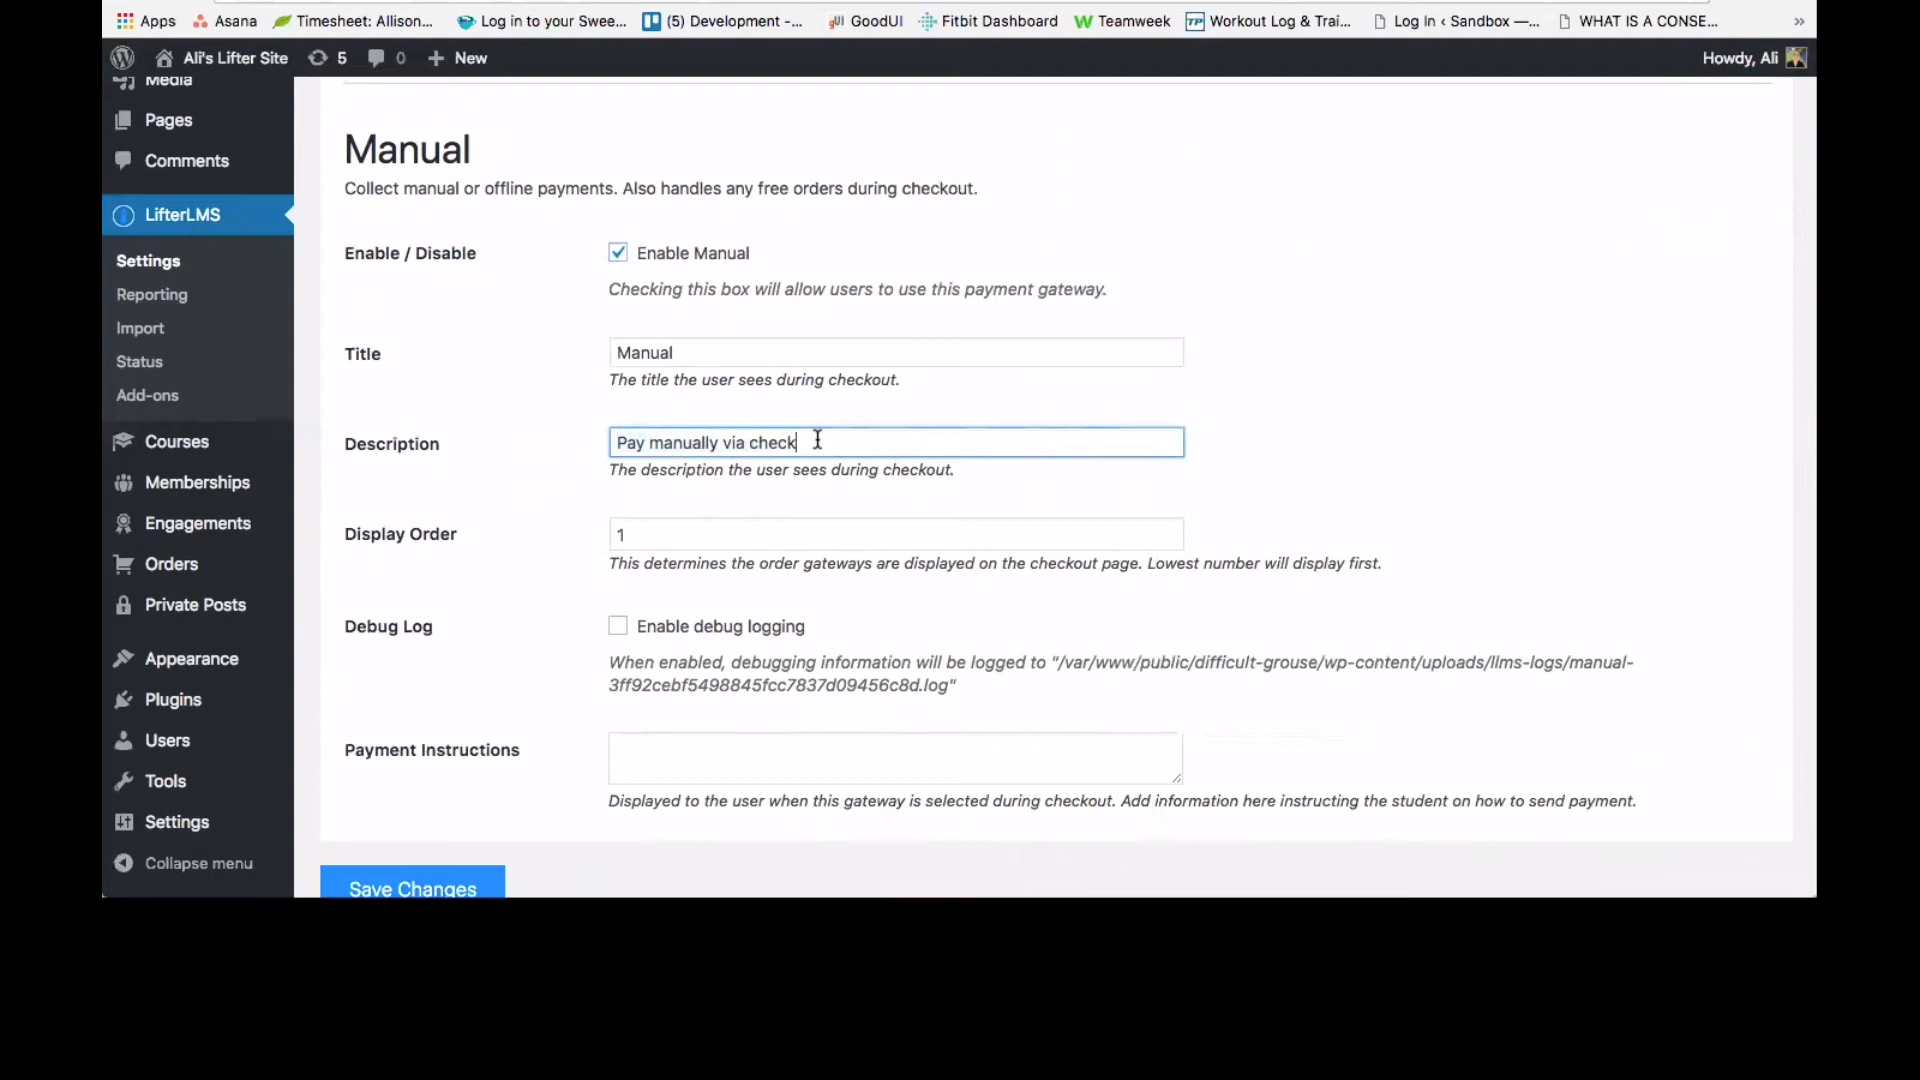 Apps Asana Timesheet: Allison... Log in to your Swee... (5) Development -... gUI GoodUI Fitbit Dashboard Teamweek TP Workout Log & Trai... Log In ‹ Sandbox —... WHAT IS A CONSE... »
Ali's Lifter Site 5 0 + New Howdy, Ali
Media
Pages
Comments
LifterLMS
Settings
Reporting
Import
Status
Add-ons
Courses
Memberships
Engagements
Orders
Private Posts
Appearance
Plugins
Users
Tools
Settings
Collapse menu
Manual
Collect manual or offline payments. Also handles any free orders during checkout.
Enable / Disable Enable Manual
Checking this box will allow users to use this payment gateway.
Title Manual
The title the user sees during checkout.
Description Pay manually via check
The description the user sees during checkout.
Display Order 1
This determines the order gateways are displayed on the checkout page. Lowest number will display first.
Debug Log Enable debug logging
When enabled, debugging information will be logged to "/var/www/public/difficult-grouse/wp-content/uploads/llms-logs/manual-
3ff92cebf5498845fcc7837d09456c8d.log"
Payment Instructions
Displayed to the user when this gateway is selected during checkout. Add information here instructing the student on how to send payment.
Save Changes